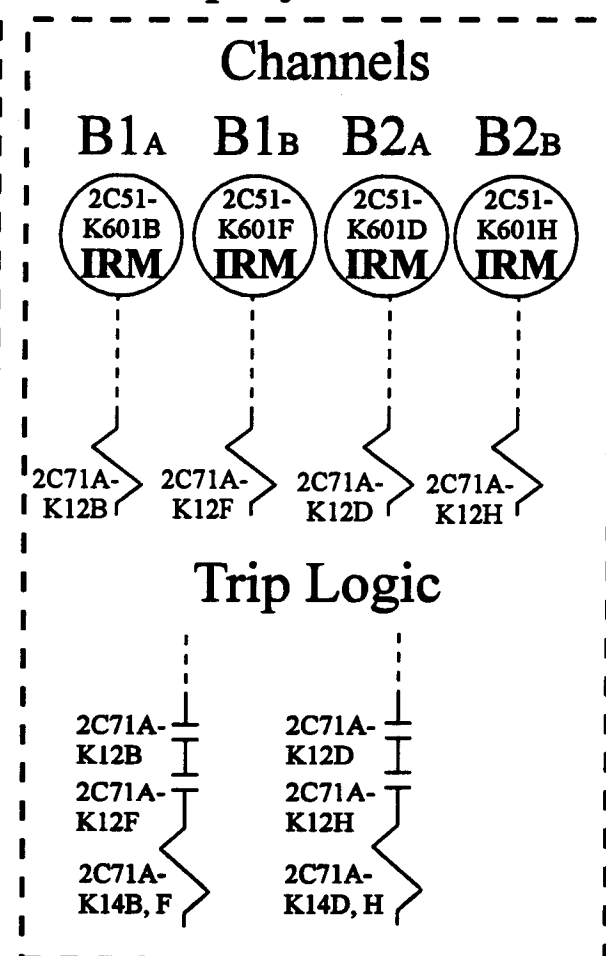 Channels
B1A B1B B2A B2B
2C51- 2C51- 2C51- 2C51-
K601B K601F K601D K601H
IRM IRM IRM IRM
2C71A- 2C71A- 2C71A- 2C71A-
K12B K12F K12D K12H
Trip Logic
2C71A- 2C71A-
K12B K12D
2C71A- 2C71A-
K12F K12H
2C71A- 2C71A-
K14B, F K14D, H